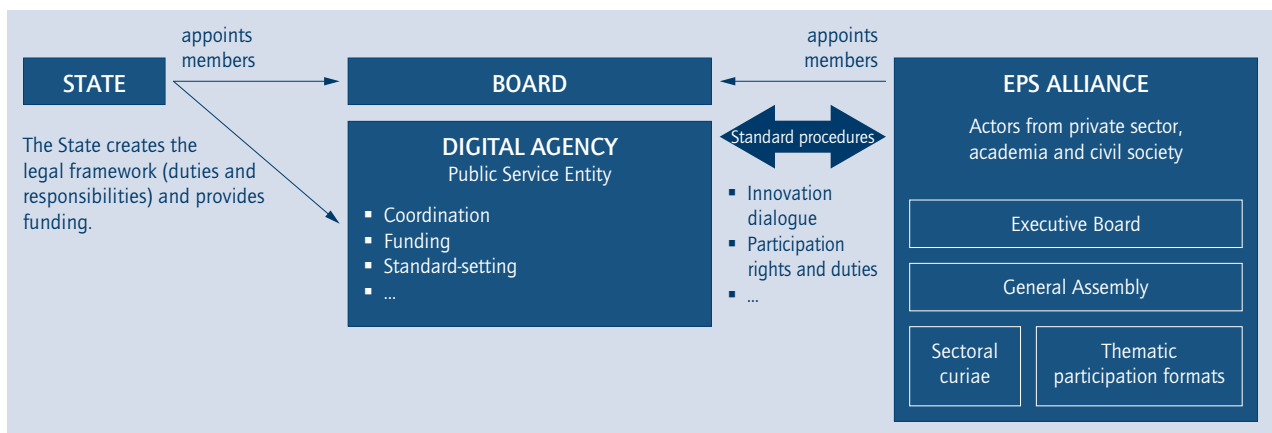 appoints
members
STATE
The State creates the
legal framework (duties and
responsibilities) and provides
funding.
BOARD
DIGITAL AGENCY
Public Service Entity
▪ Coordination
▪ Funding
▪ Standard-setting
▪ ...
appoints
members
Standard procedures
▪ Innovation
dialogue
▪ Participation
rights and duties
▪ ...
EPS ALLIANCE
Actors from private sector,
academia and civil society
Executive Board
General Assembly
Sectoral
curiae
Thematic
participation formats